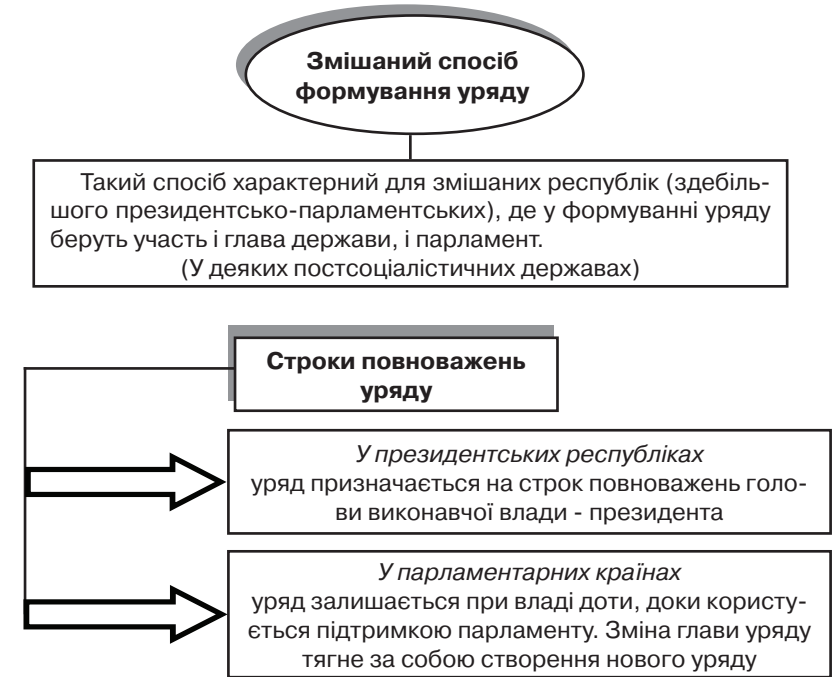 Змішаний спосіб
формування уряду
Такий спосіб характерний для змішаних республік (здебіль-
шого президентсько-парламентських), де у формуванні уряду
беруть участь і глава держави, і парламент.
(У деяких постсоціалістичних державах)
Строки повноважень
уряду
У президентських республіках
уряд призначається на строк повноважень голо-
ви виконавчої влади - президента
У парламентарних країнах
уряд залишається при владі доти, доки користу-
ється підтримкою парламенту. Зміна глави уряду
тягне за собою створення нового уряду